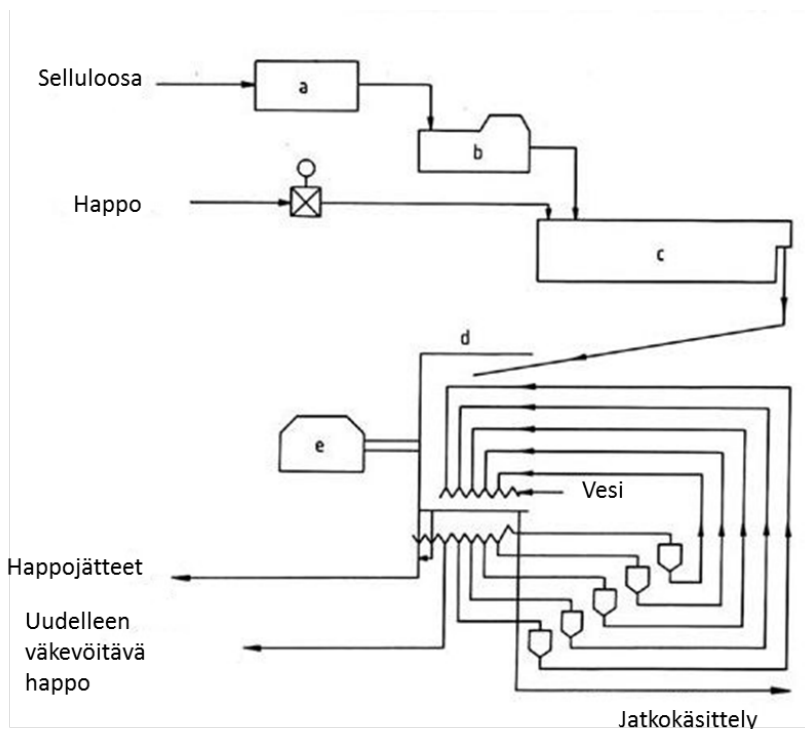 Selluloosa
a
b
Happo
c
d
e
Vesi
Happojätteet
Uudelleen
väkevöitävä
happo
Jatkokäsittely